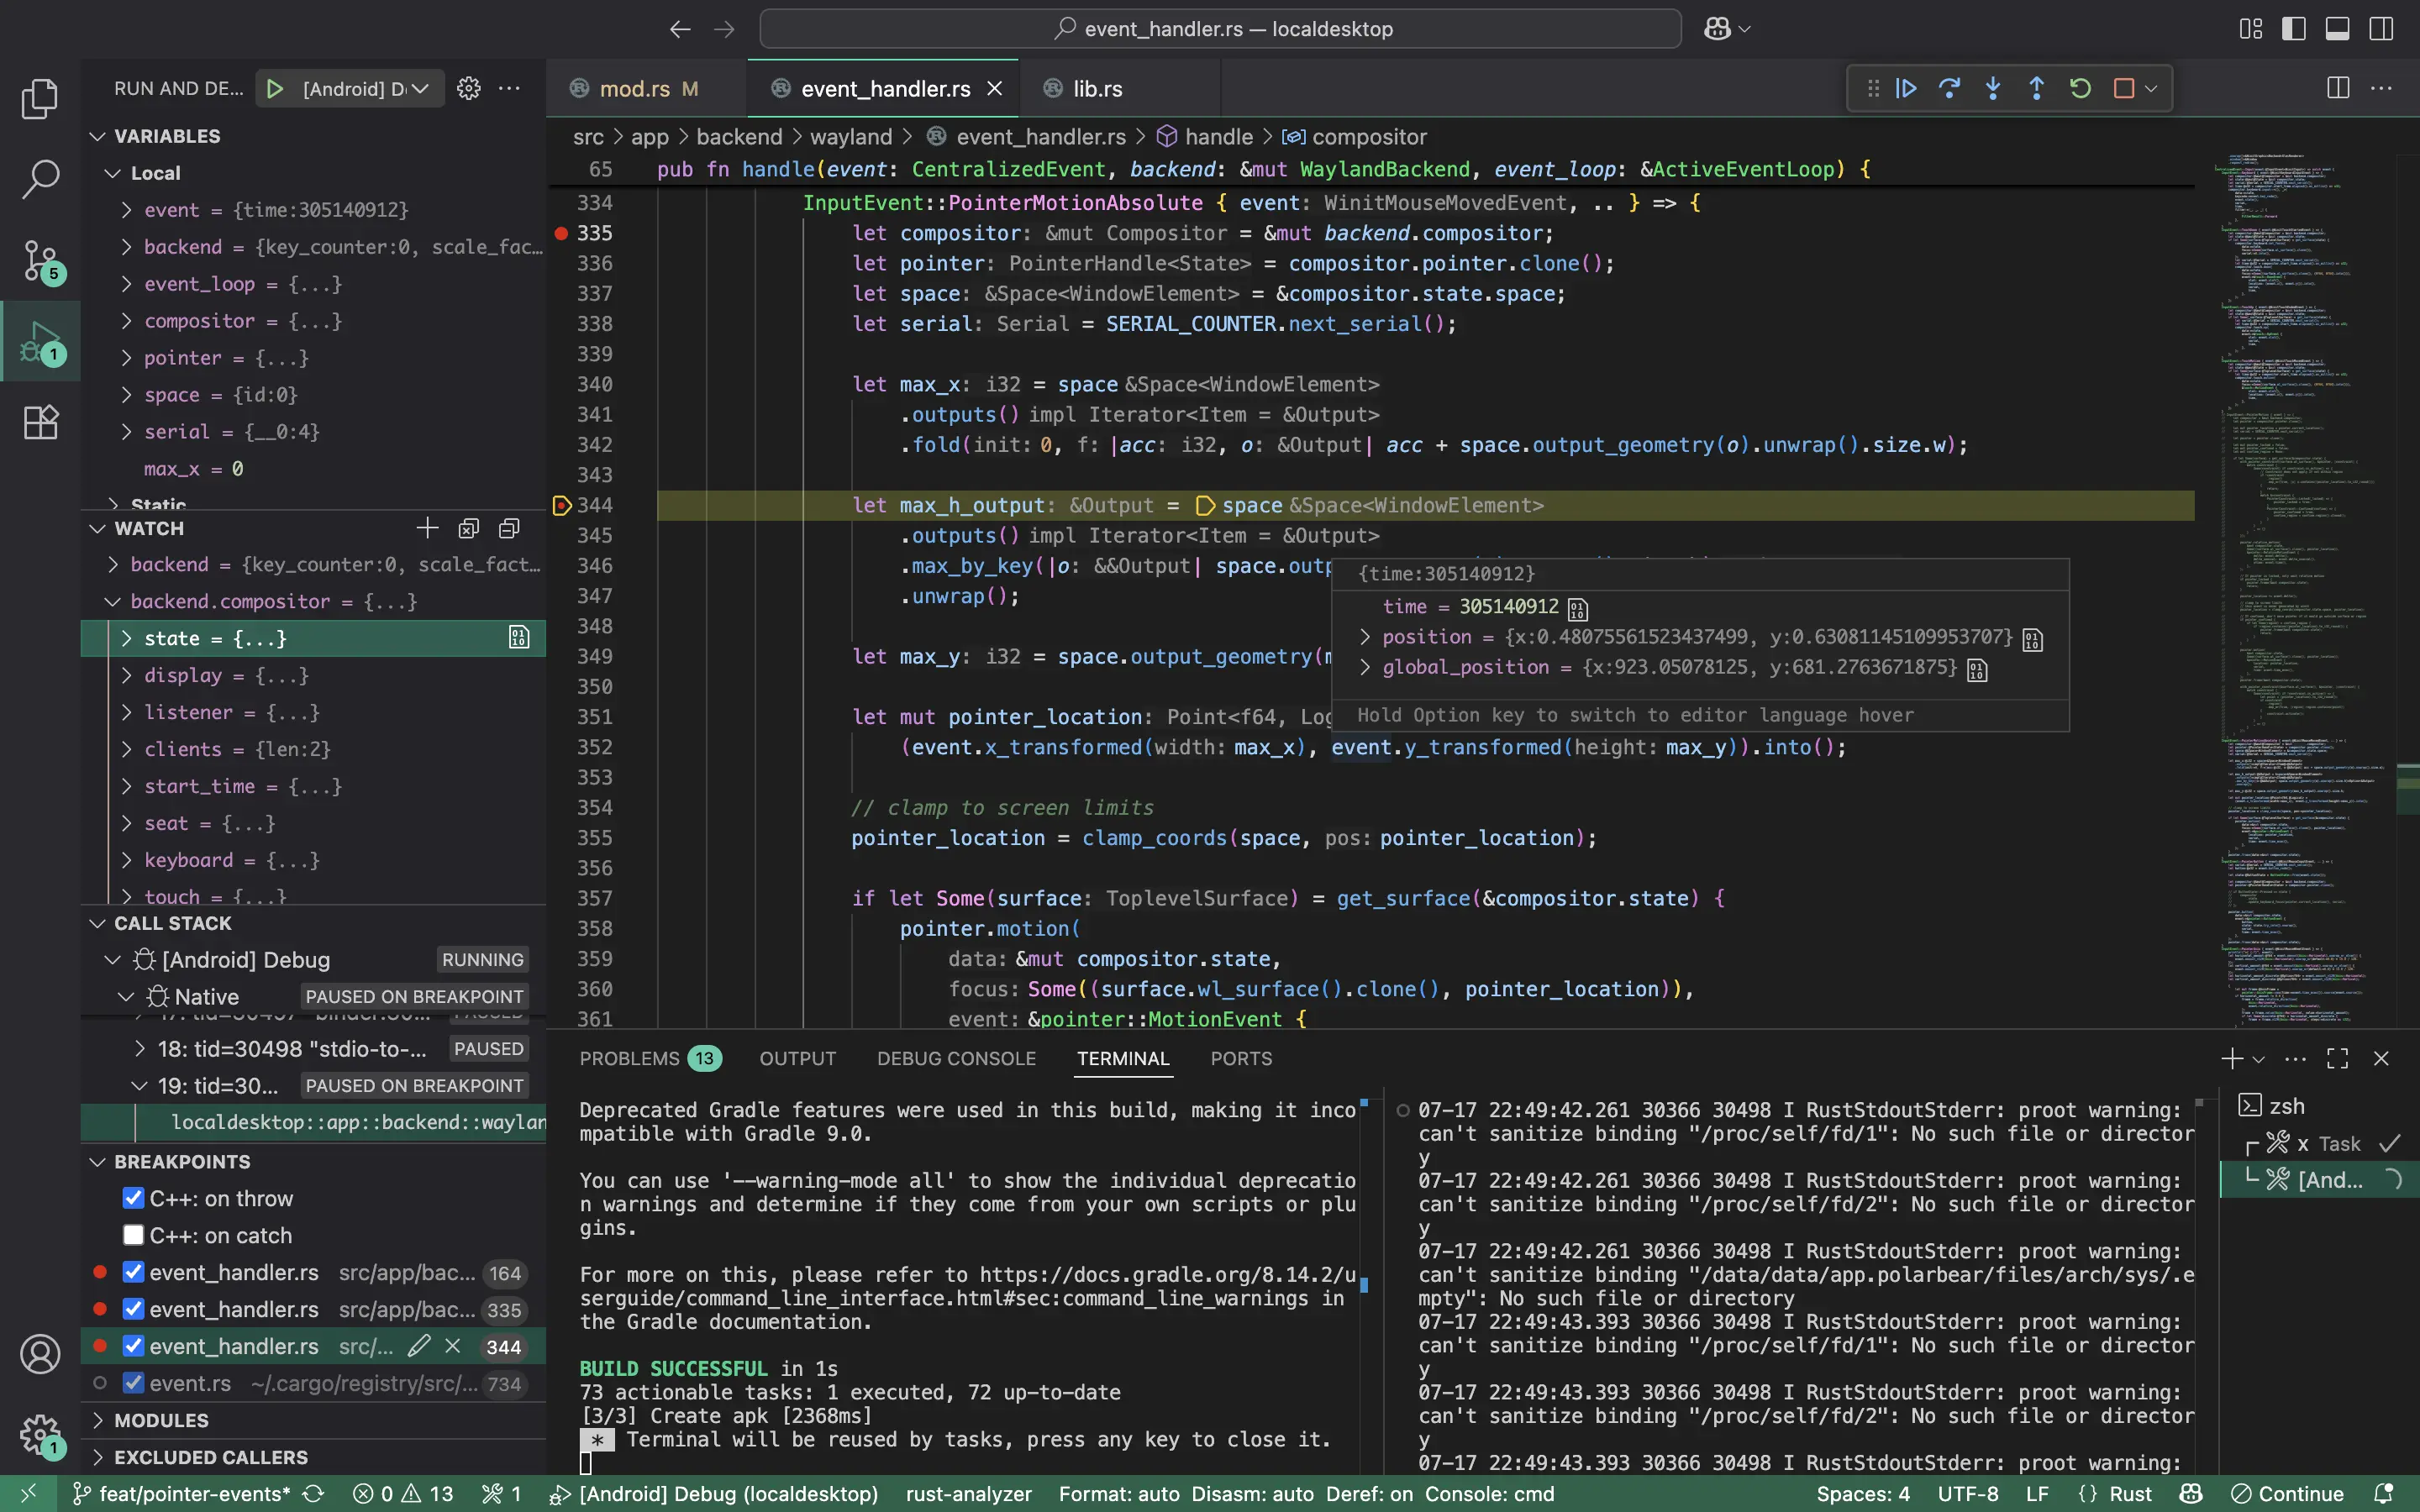 event_handler.rs — localdesktop
RUN AND DE... [Android] D
mod.rs M event_handler.rs lib.rs
VARIABLES
Local
event = {time:305140912}
backend = {key_counter:0, scale_fac...
event_loop = {...}
compositor = {...}
pointer = {...}
space = {id:0}
serial = {__0:4}
max_x = 0
Static
WATCH
backend = {key_counter:0, scale_fact...
backend.compositor = {...}
state = {...}
display = {...}
listener = {...}
clients = {len:2}
start_time = {...}
seat = {...}
keyboard = {...}
touch = {...}
CALL STACK
[Android] Debug RUNNING
Native PAUSED ON BREAKPOINT
18: tid=30498 "stdio-to-... PAUSED
19: tid=30... PAUSED ON BREAKPOINT
localdesktop::app::backend::waylan
BREAKPOINTS
C++: on throw
C++: on catch
event_handler.rs src/app/bac... 164
event_handler.rs src/app/bac... 335
event_handler.rs src/... 344
event.rs ~/.cargo/registry/src/... 734
MODULES
EXCLUDED CALLERS
5
1
1
src > app > backend > wayland > event_handler.rs > handle > compositor
65 pub fn handle(event: CentralizedEvent, backend: &mut WaylandBackend, event_loop: &ActiveEventLoop) {
334 InputEvent::PointerMotionAbsolute { event: WinitMouseMovedEvent, .. } => {
335 let compositor: &mut Compositor = &mut backend.compositor;
336 let pointer: PointerHandle<State> = compositor.pointer.clone();
337 let space: &Space<WindowElement> = &compositor.state.space;
338 let serial: Serial = SERIAL_COUNTER.next_serial();
339
340 let max_x: i32 = space &Space<WindowElement>
341 .outputs() impl Iterator<Item = &Output>
342 .fold(init: 0, f: |acc: i32, o: &Output| acc + space.output_geometry(o).unwrap().size.w);
343
344 let max_h_output: &Output = space &Space<WindowElement>
345 .outputs() impl Iterator<Item = &Output>
346 .max_by_key(|o: &&Output| space.outp
347 .unwrap();
348
349 let max_y: i32 = space.output_geometry(m
350
351 let mut pointer_location: Point<f64, Log
352 (event.x_transformed(width: max_x), event.y_transformed(height: max_y)).into();
353
354 // clamp to screen limits
355 pointer_location = clamp_coords(space, pos: pointer_location);
356
357 if let Some(surface: ToplevelSurface) = get_surface(&compositor.state) {
358 pointer.motion(
359 data: &mut compositor.state,
360 focus: Some((surface.wl_surface().clone(), pointer_location)),
361 event: &pointer::MotionEvent {
{time:305140912}
time = 305140912
position = {x:0.48075561523437499, y:0.63081145109953707}
global_position = {x:923.05078125, y:681.2763671875}
Hold Option key to switch to editor language hover
PROBLEMS 13 OUTPUT DEBUG CONSOLE TERMINAL PORTS
Deprecated Gradle features were used in this build, making it inco
mpatible with Gradle 9.0.
You can use '--warning-mode all' to show the individual deprecatio
n warnings and determine if they come from your own scripts or plu
gins.
For more on this, please refer to https://docs.gradle.org/8.14.2/u
serguide/command_line_interface.html#sec:command_line_warnings in
the Gradle documentation.
BUILD SUCCESSFUL in 1s
73 actionable tasks: 1 executed, 72 up-to-date
[3/3] Create apk [2368ms]
* Terminal will be reused by tasks, press any key to close it.
07-17 22:49:42.261 30366 30498 I RustStdoutStderr: proot warning:
can't sanitize binding "/proc/self/fd/1": No such file or director
y
07-17 22:49:42.261 30366 30498 I RustStdoutStderr: proot warning:
can't sanitize binding "/proc/self/fd/2": No such file or director
y
07-17 22:49:42.261 30366 30498 I RustStdoutStderr: proot warning:
can't sanitize binding "/data/data/app.polarbear/files/arch/sys/.e
mpty": No such file or directory
07-17 22:49:43.393 30366 30498 I RustStdoutStderr: proot warning:
can't sanitize binding "/proc/self/fd/1": No such file or director
y
07-17 22:49:43.393 30366 30498 I RustStdoutStderr: proot warning:
can't sanitize binding "/proc/self/fd/2": No such file or director
y
07-17 22:49:43.393 30366 30498 I RustStdoutStderr: proot warning:
zsh
x Task
[And...
feat/pointer-events* 0 13 1 [Android] Debug (localdesktop) rust-analyzer Format: auto Disasm: auto Deref: on Console: cmd Spaces: 4 UTF-8 LF {} Rust Continue